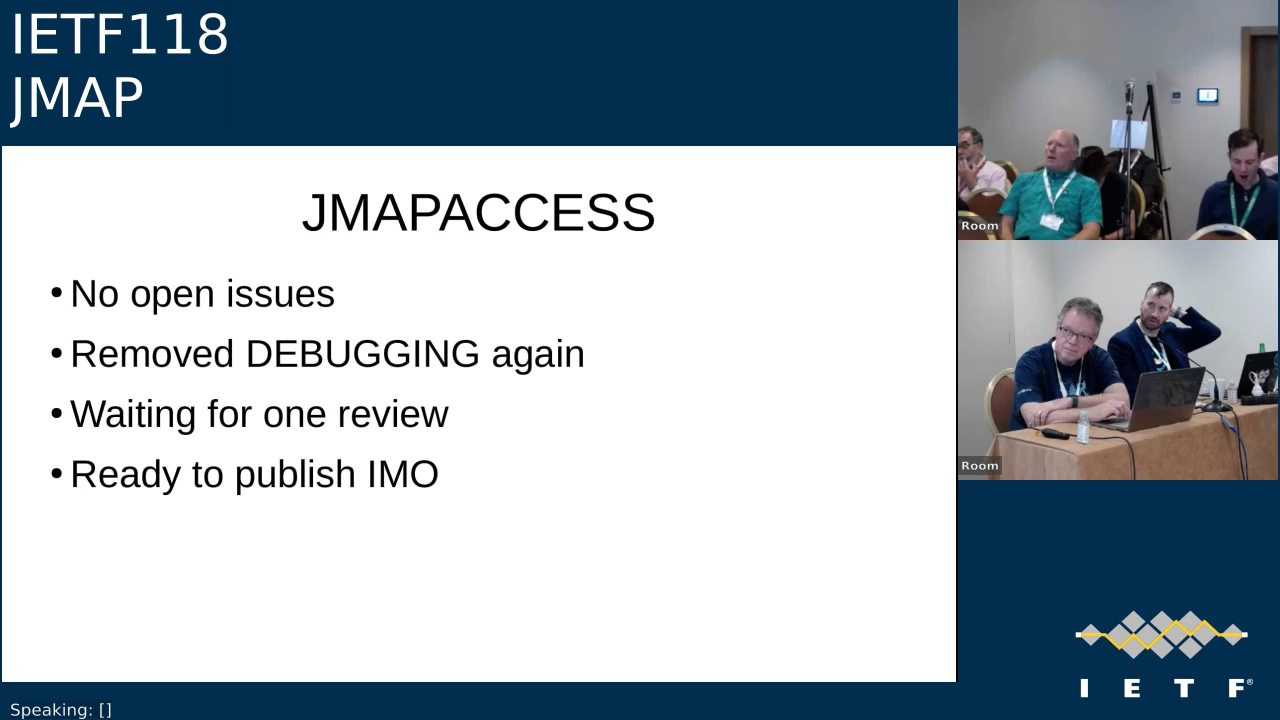 IETF118
JMAP
JMAPACCESS
• No open issues
• Removed DEBUGGING again
• Waiting for one review
• Ready to publish IMO
Room
Room
I E T F®
Speaking: []